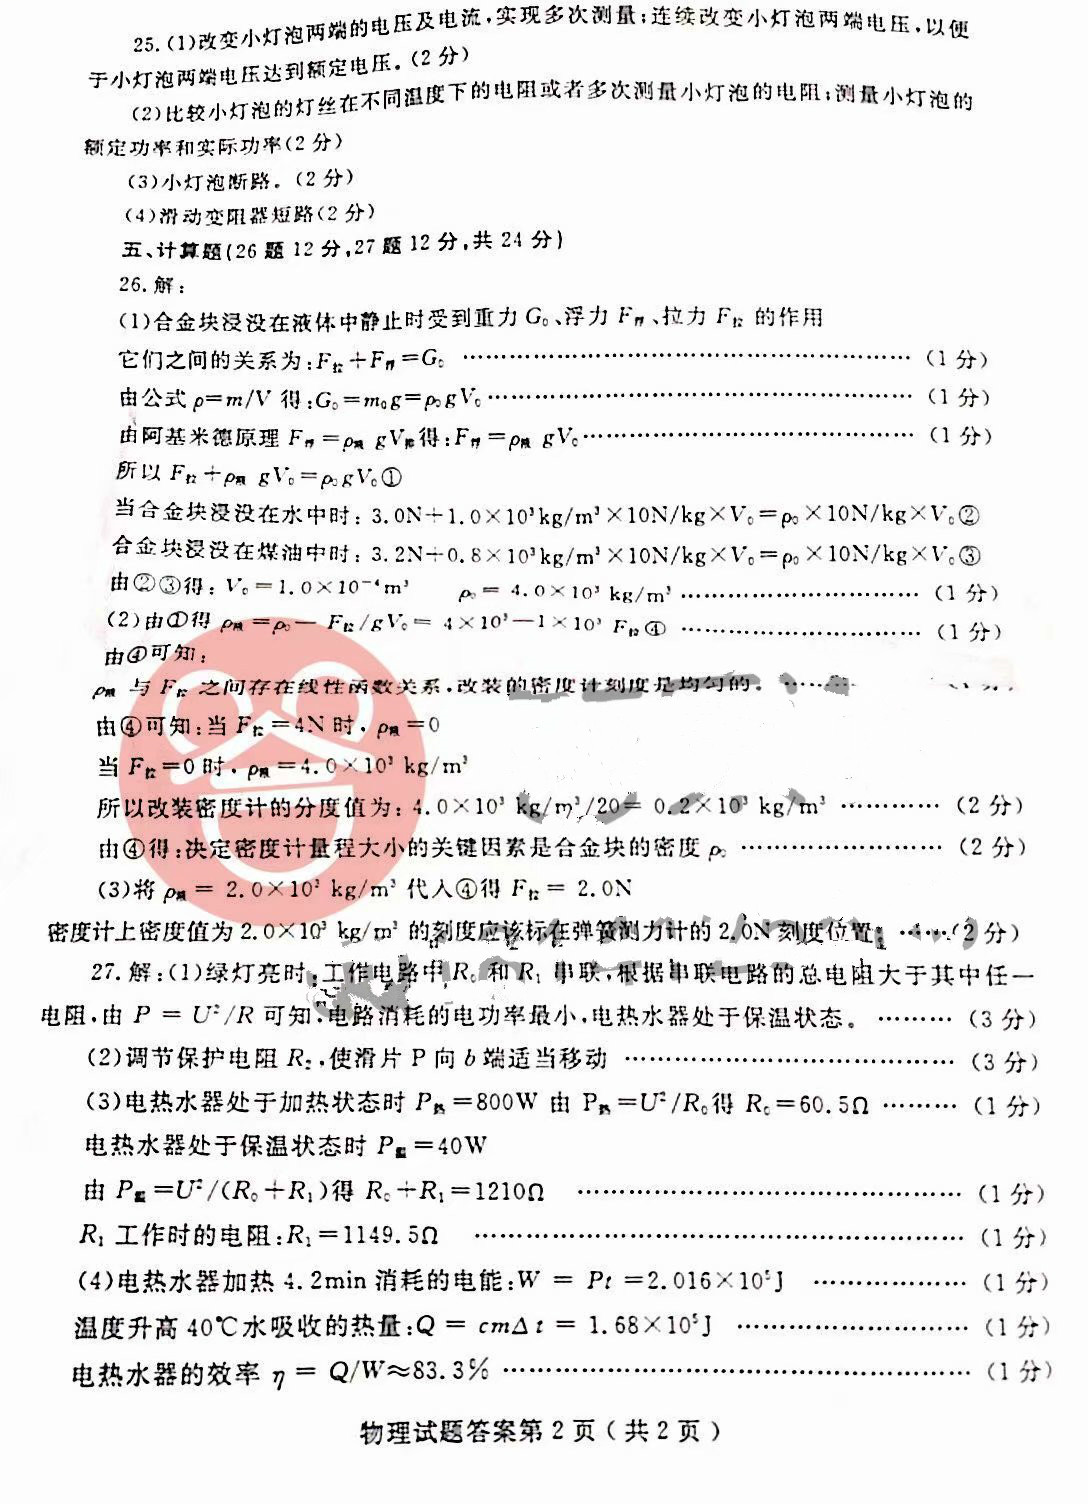 25.(1)改变小灯泡两端的电压及电流,实现多次测量;连续改变小灯泡两端电压,以便
于小灯泡两端电压达到额定电压。(2分)
(2)比较小灯泡的灯丝在不同温度下的电阻或者多次测量小灯泡的电阻;测量小灯泡的
额定功率和实际功率(2分)
(3)小灯泡断路。(2分)
(4)滑动变阻器短路(2分)
五、计算题(26题12分,27题12分,共24分)
26.解:
(1)合金块浸没在液体中静止时受到重力G₀、浮力F浮、拉力F拉的作用
它们之间的关系为:F拉+F浮=G₀ ………(1分)
由公式ρ=m/V得:G₀=m₀g=ρ₀gV₀………(1分)
由阿基米德原理F浮=ρ液gV排得:F浮=ρ液gV₀………(1分)
所以F拉+ρ液gV₀=ρ₀gV₀①
当合金块浸没在水中时:3.0N+1.0×10³kg/m³×10N/kg×V₀=ρ₀×10N/kg×V₀②
合金块浸没在煤油中时:3.2N+0.8×10³kg/m³×10N/kg×V₀=ρ₀×10N/kg×V₀③
由②③得:V₀=1.0×10⁻⁴m³ ρ₀=4.0×10³kg/m³………(1分)
(2)由①得ρ液=ρ₀—F拉/gV₀=4×10³—1×10³F拉④ ………(1分)
由④可知:
ρ液与F拉之间存在线性函数关系,改装的密度计刻度是均匀的。
由④可知:当F拉=4N时,ρ液=0
当F拉=0时,ρ液=4.0×10³kg/m³
所以改装密度计的分度值为:4.0×10³kg/m³/20=0.2×10³kg/m³………(2分)
由④得:决定密度计量程大小的关键因素是合金块的密度ρ₀………(2分)
(3)将ρ液=2.0×10³kg/m³代入④得F拉=2.0N
密度计上密度值为2.0×10³kg/m³的刻度应该标在弹簧测力计的2.0N刻度位置………(2分)
27.解:(1)绿灯亮时,工作电路中R₀和R₁串联,根据串联电路的总电阻大于其中任一
电阻,由P=U²/R可知,电路消耗的电功率最小,电热水器处于保温状态。………(3分)
(2)调节保护电阻R₂,使滑片P向b端适当移动………(3分)
(3)电热水器处于加热状态时P热=800W由P热=U²/R₀得R₀=60.5Ω………(1分)
电热水器处于保温状态时P温=40W
由P温=U²/(R₀+R₁)得R₀+R₁=1210Ω ………(1分)
R₁工作时的电阻:R₁=1149.5Ω ………(1分)
(4)电热水器加热4.2min消耗的电能:W=Pt=2.016×10⁵J ………(1分)
温度升高40℃水吸收的热量:Q=cmΔt=1.68×10⁵J ………(1分)
电热水器的效率η=Q/W≈83.3%………(1分)
物理试题答案第2页(共2页)